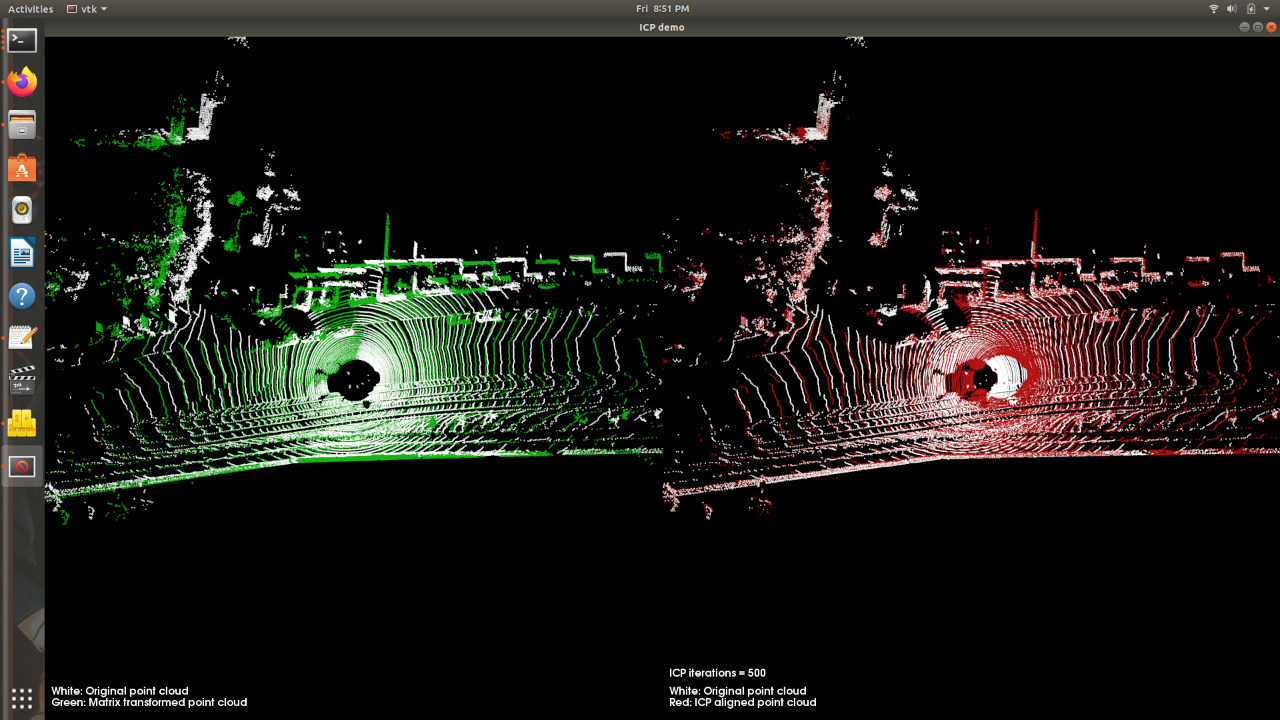 Activities
vtk
Fri 8:51 PM
ICP demo
ICP iterations = 500
White: Original point cloud
Green: Matrix transformed point cloud
White: Original point cloud
Red: ICP aligned point cloud